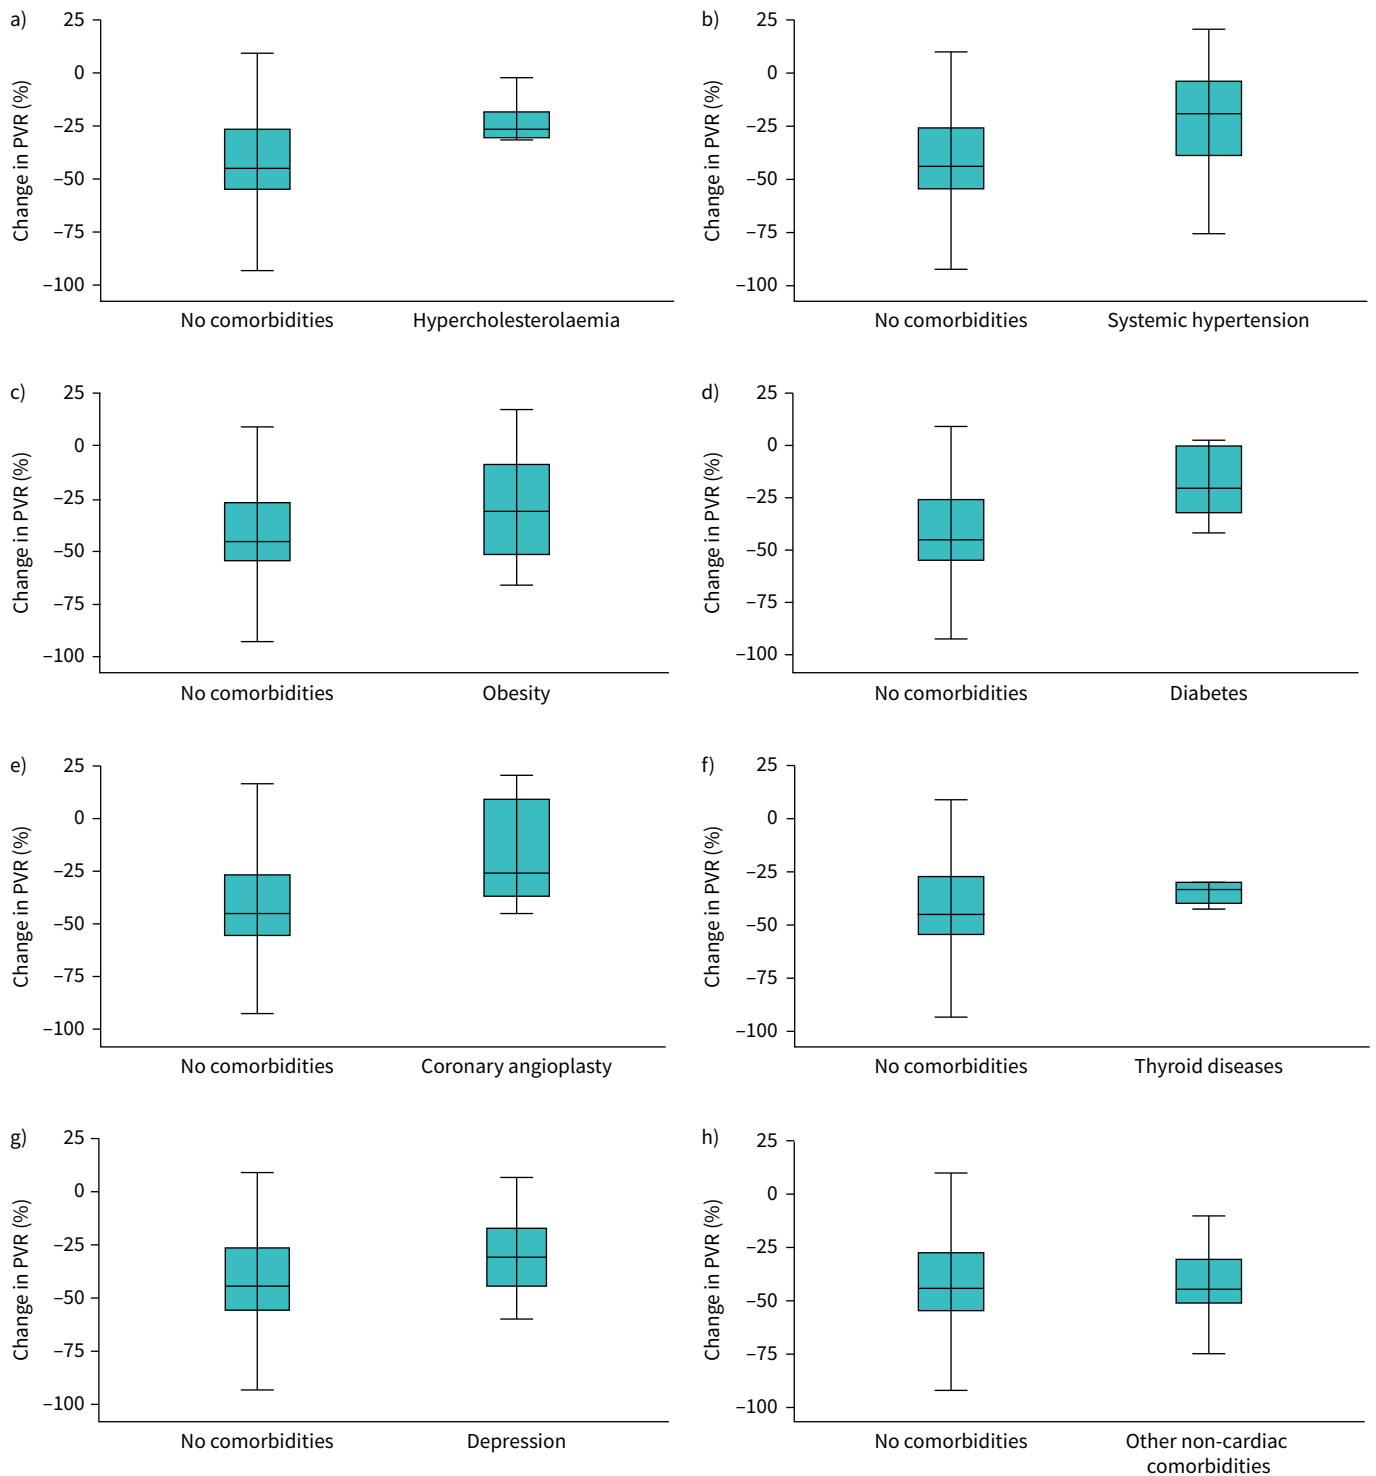 a)
Change in PVR (%)
25
0
–25
–50
–75
–100
No comorbidities
Hypercholesterolaemia
b)
Change in PVR (%)
25
0
–25
–50
–75
–100
No comorbidities
Systemic hypertension
c)
Change in PVR (%)
25
0
–25
–50
–75
–100
No comorbidities
Obesity
d)
Change in PVR (%)
25
0
–25
–50
–75
–100
No comorbidities
Diabetes
e)
Change in PVR (%)
25
0
–25
–50
–75
–100
No comorbidities
Coronary angioplasty
f)
Change in PVR (%)
25
0
–25
–50
–75
–100
No comorbidities
Thyroid diseases
g)
Change in PVR (%)
25
0
–25
–50
–75
–100
No comorbidities
Depression
h)
Change in PVR (%)
25
0
–25
–50
–75
–100
No comorbidities
Other non-cardiac
comorbidities